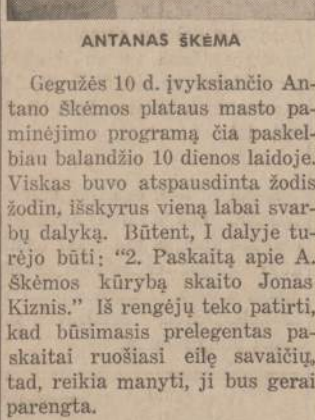 ANTANAS ŠKĖMA
Gegužės 10 d. įvyksiančio An-
tano Škėmos plataus masto pa-
minėjimo programą čia paskel-
biau balandžio 10 dienos laidoje.
Viskas buvo atspausdinta žodis
žodin, išskyrus vieną labai svar-
bų dalyką. Būtent, I dalyje tu-
rėjo būti: “2. Paskaitą apie A.
Škėmos kūrybą skaito Jonas
Kiznis.” Iš rengėjų teko patirti,
kad būsimasis prelegentas pa-
skaitai ruošiasi eilę savaičių,
tad, reikia manyti, ji bus gerai
parengta.